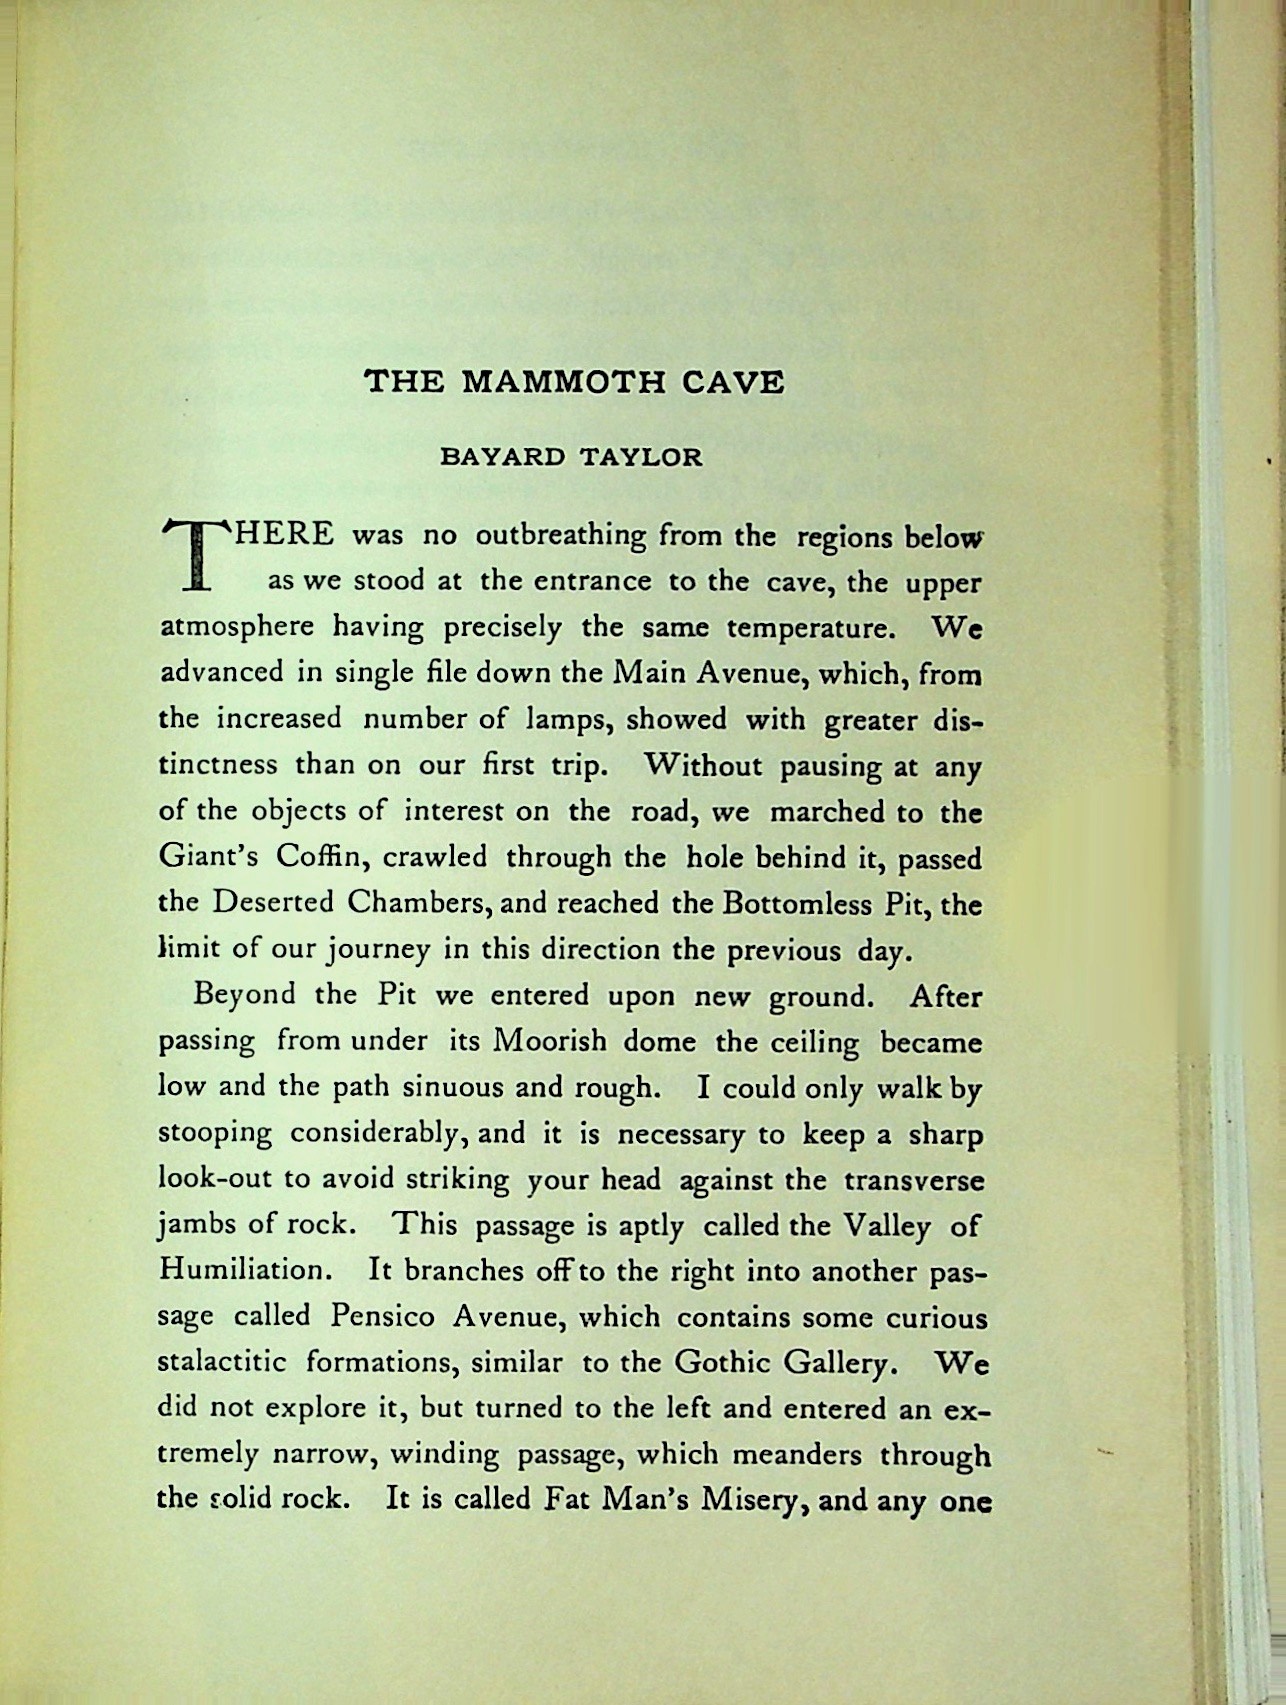 THE MAMMOTH CAVE
BAYARD TAYLOR
THERE was no outbreathing from the regions below
as we stood at the entrance to the cave, the upper
atmosphere having precisely the same temperature. We
advanced in single file down the Main Avenue, which, from
the increased number of lamps, showed with greater dis-
tinctness than on our first trip. Without pausing at any
of the objects of interest on the road, we marched to the
Giant's Coffin, crawled through the hole behind it, passed
the Deserted Chambers, and reached the Bottomless Pit, the
limit of our journey in this direction the previous day.
Beyond the Pit we entered upon new ground. After
passing from under its Moorish dome the ceiling became
low and the path sinuous and rough. I could only walk by
stooping considerably, and it is necessary to keep a sharp
look-out to avoid striking your head against the transverse
jambs of rock. This passage is aptly called the Valley of
Humiliation. It branches off to the right into another pas-
sage called Pensico Avenue, which contains some curious
stalactitic formations, similar to the Gothic Gallery. We
did not explore it, but turned to the left and entered an ex-
tremely narrow, winding passage, which meanders through
the solid rock. It is called Fat Man's Misery, and any one